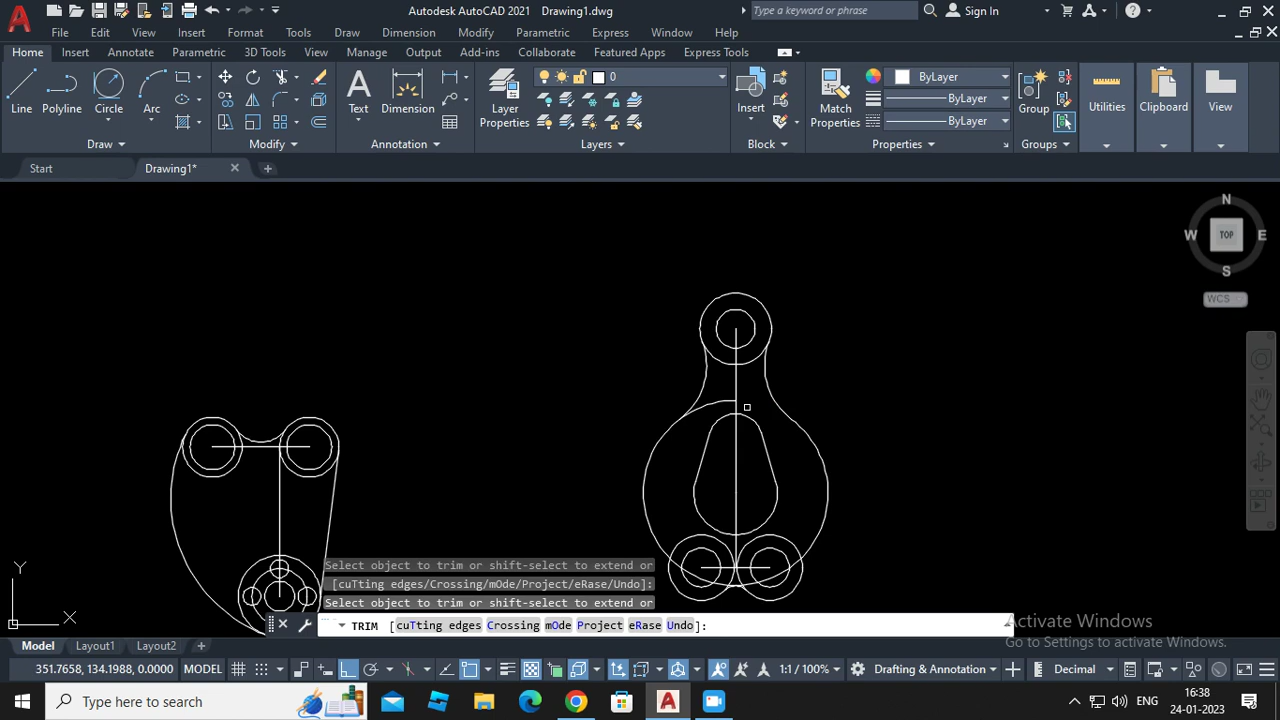 Autodesk AutoCAD 2021 Drawing1.dwg
Type a keyword or phrase
Sign In
File Edit View Insert Format Tools Draw Dimension Modify Parametric Express Window Help
Home Insert Annotate Parametric 3D Tools View Manage Output Add-ins Collaborate Featured Apps Express Tools
Line
Polyline
Circle
Arc
Text
Dimension
Layer
Properties
0
Insert
Match
Properties
ByLayer
ByLayer
ByLayer
Group
Utilities
Clipboard
View
Draw
Modify
Annotation
Layers
Block
Properties
Groups
Start
Drawing1*
N
W
TOP
E
S
WCS
Y
X
Select object to trim or shift-select to extend or
[cuTting edges/Crossing/mOde/Project/eRase/Undo]:
Select object to trim or shift-select to extend or
TRIM [cuTting edges Crossing mOde Project eRase Undo]:
Activate Windows
Go to Settings to activate Windows.
Model Layout1 Layout2
351.7658, 134.1988, 0.0000 MODEL
1:1 / 100%
Drafting & Annotation
Decimal
Type here to search
ENG
16:38
24-01-2023